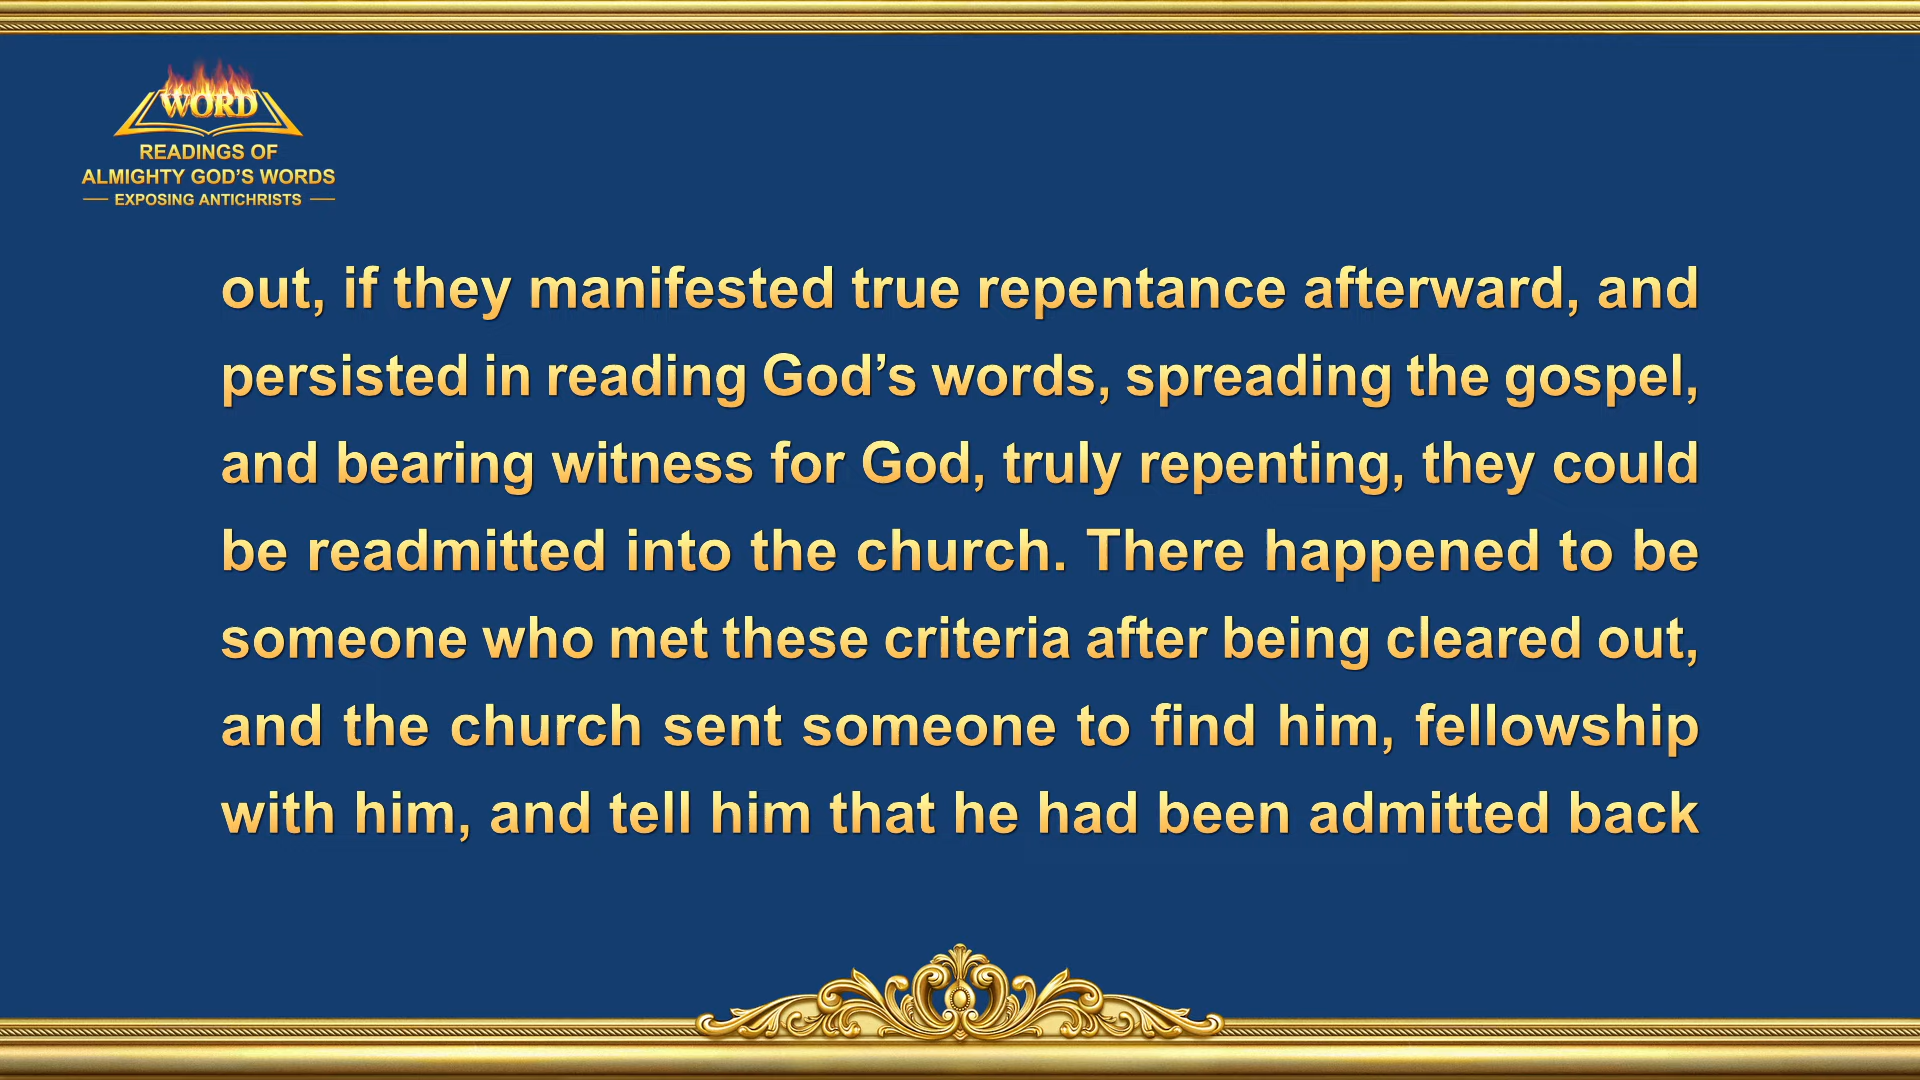 WORD
READINGS OF
ALMIGHTY GOD’S WORDS
EXPOSING ANTICHRISTS
out, if they manifested true repentance afterward, and
persisted in reading God’s words, spreading the gospel,
and bearing witness for God, truly repenting, they could
be readmitted into the church. There happened to be
someone who met these criteria after being cleared out,
and the church sent someone to find him, fellowship
with him, and tell him that he had been admitted back